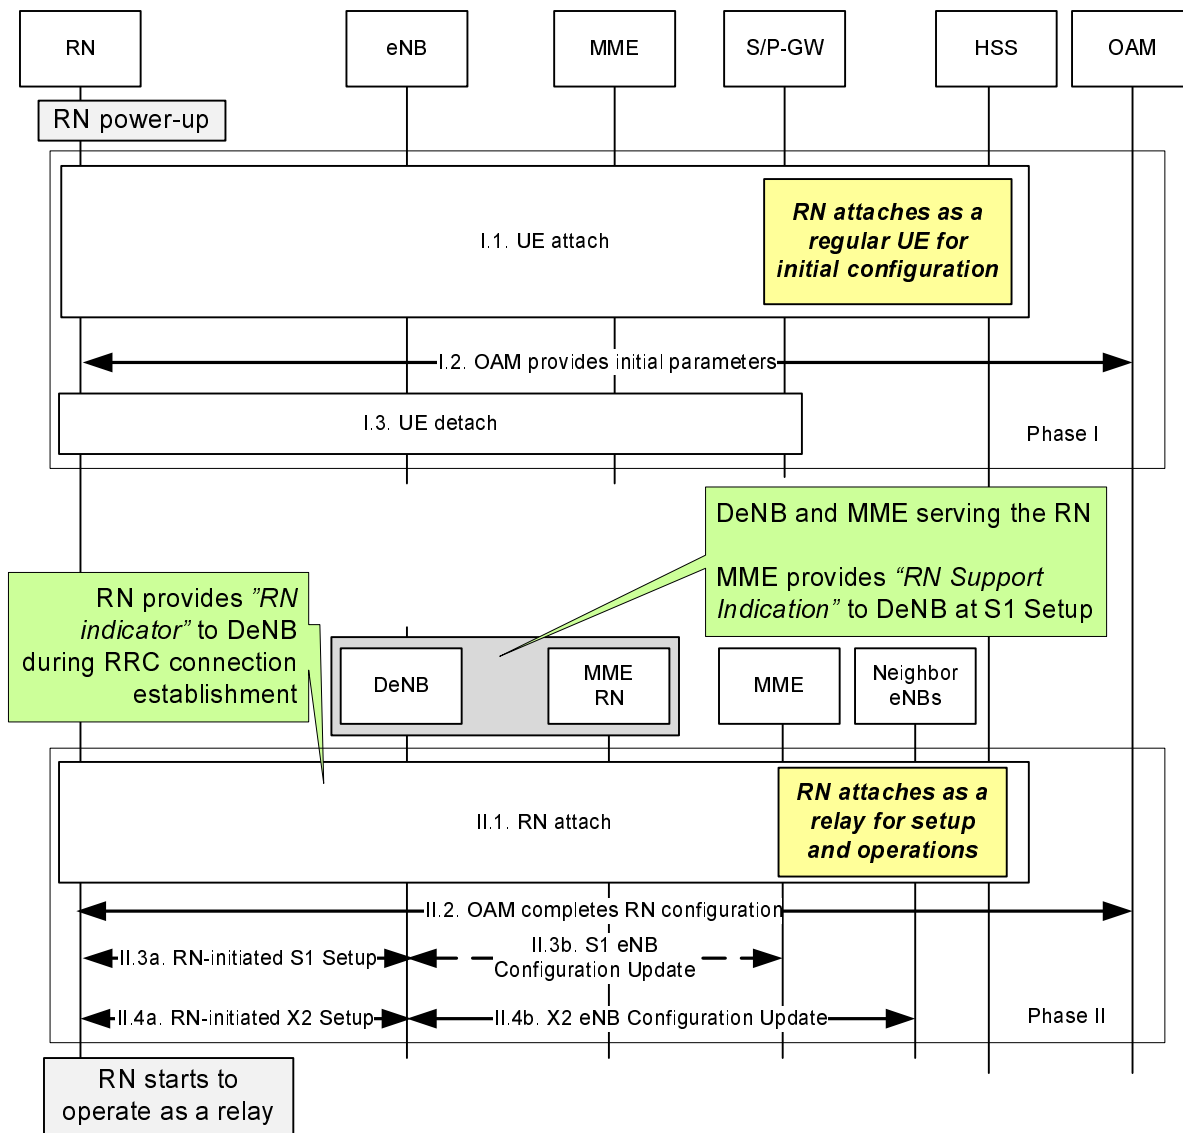 RN
eNB
MME
S/P-GW
HSS
OAM
RN power-up
I.1. UE attach
RN attaches as a
regular UE for
initial configuration
I.2. OAM provides initial parameters
I.3. UE detach
Phase I
DeNB and MME serving the RN
MME provides “RN Support
Indication” to DeNB at S1 Setup
RN provides ”RN
indicator” to DeNB
during RRC connection
establishment
DeNB
MME
RN
MME
Neighbor
eNBs
II.1. RN attach
RN attaches as a
relay for setup
and operations
II.2. OAM completes RN configuration
II.3a. RN-initiated S1 Setup
II.3b. S1 eNB
Configuration Update
II.4a. RN-initiated X2 Setup
II.4b. X2 eNB Configuration Update
Phase II
RN starts to
operate as a relay